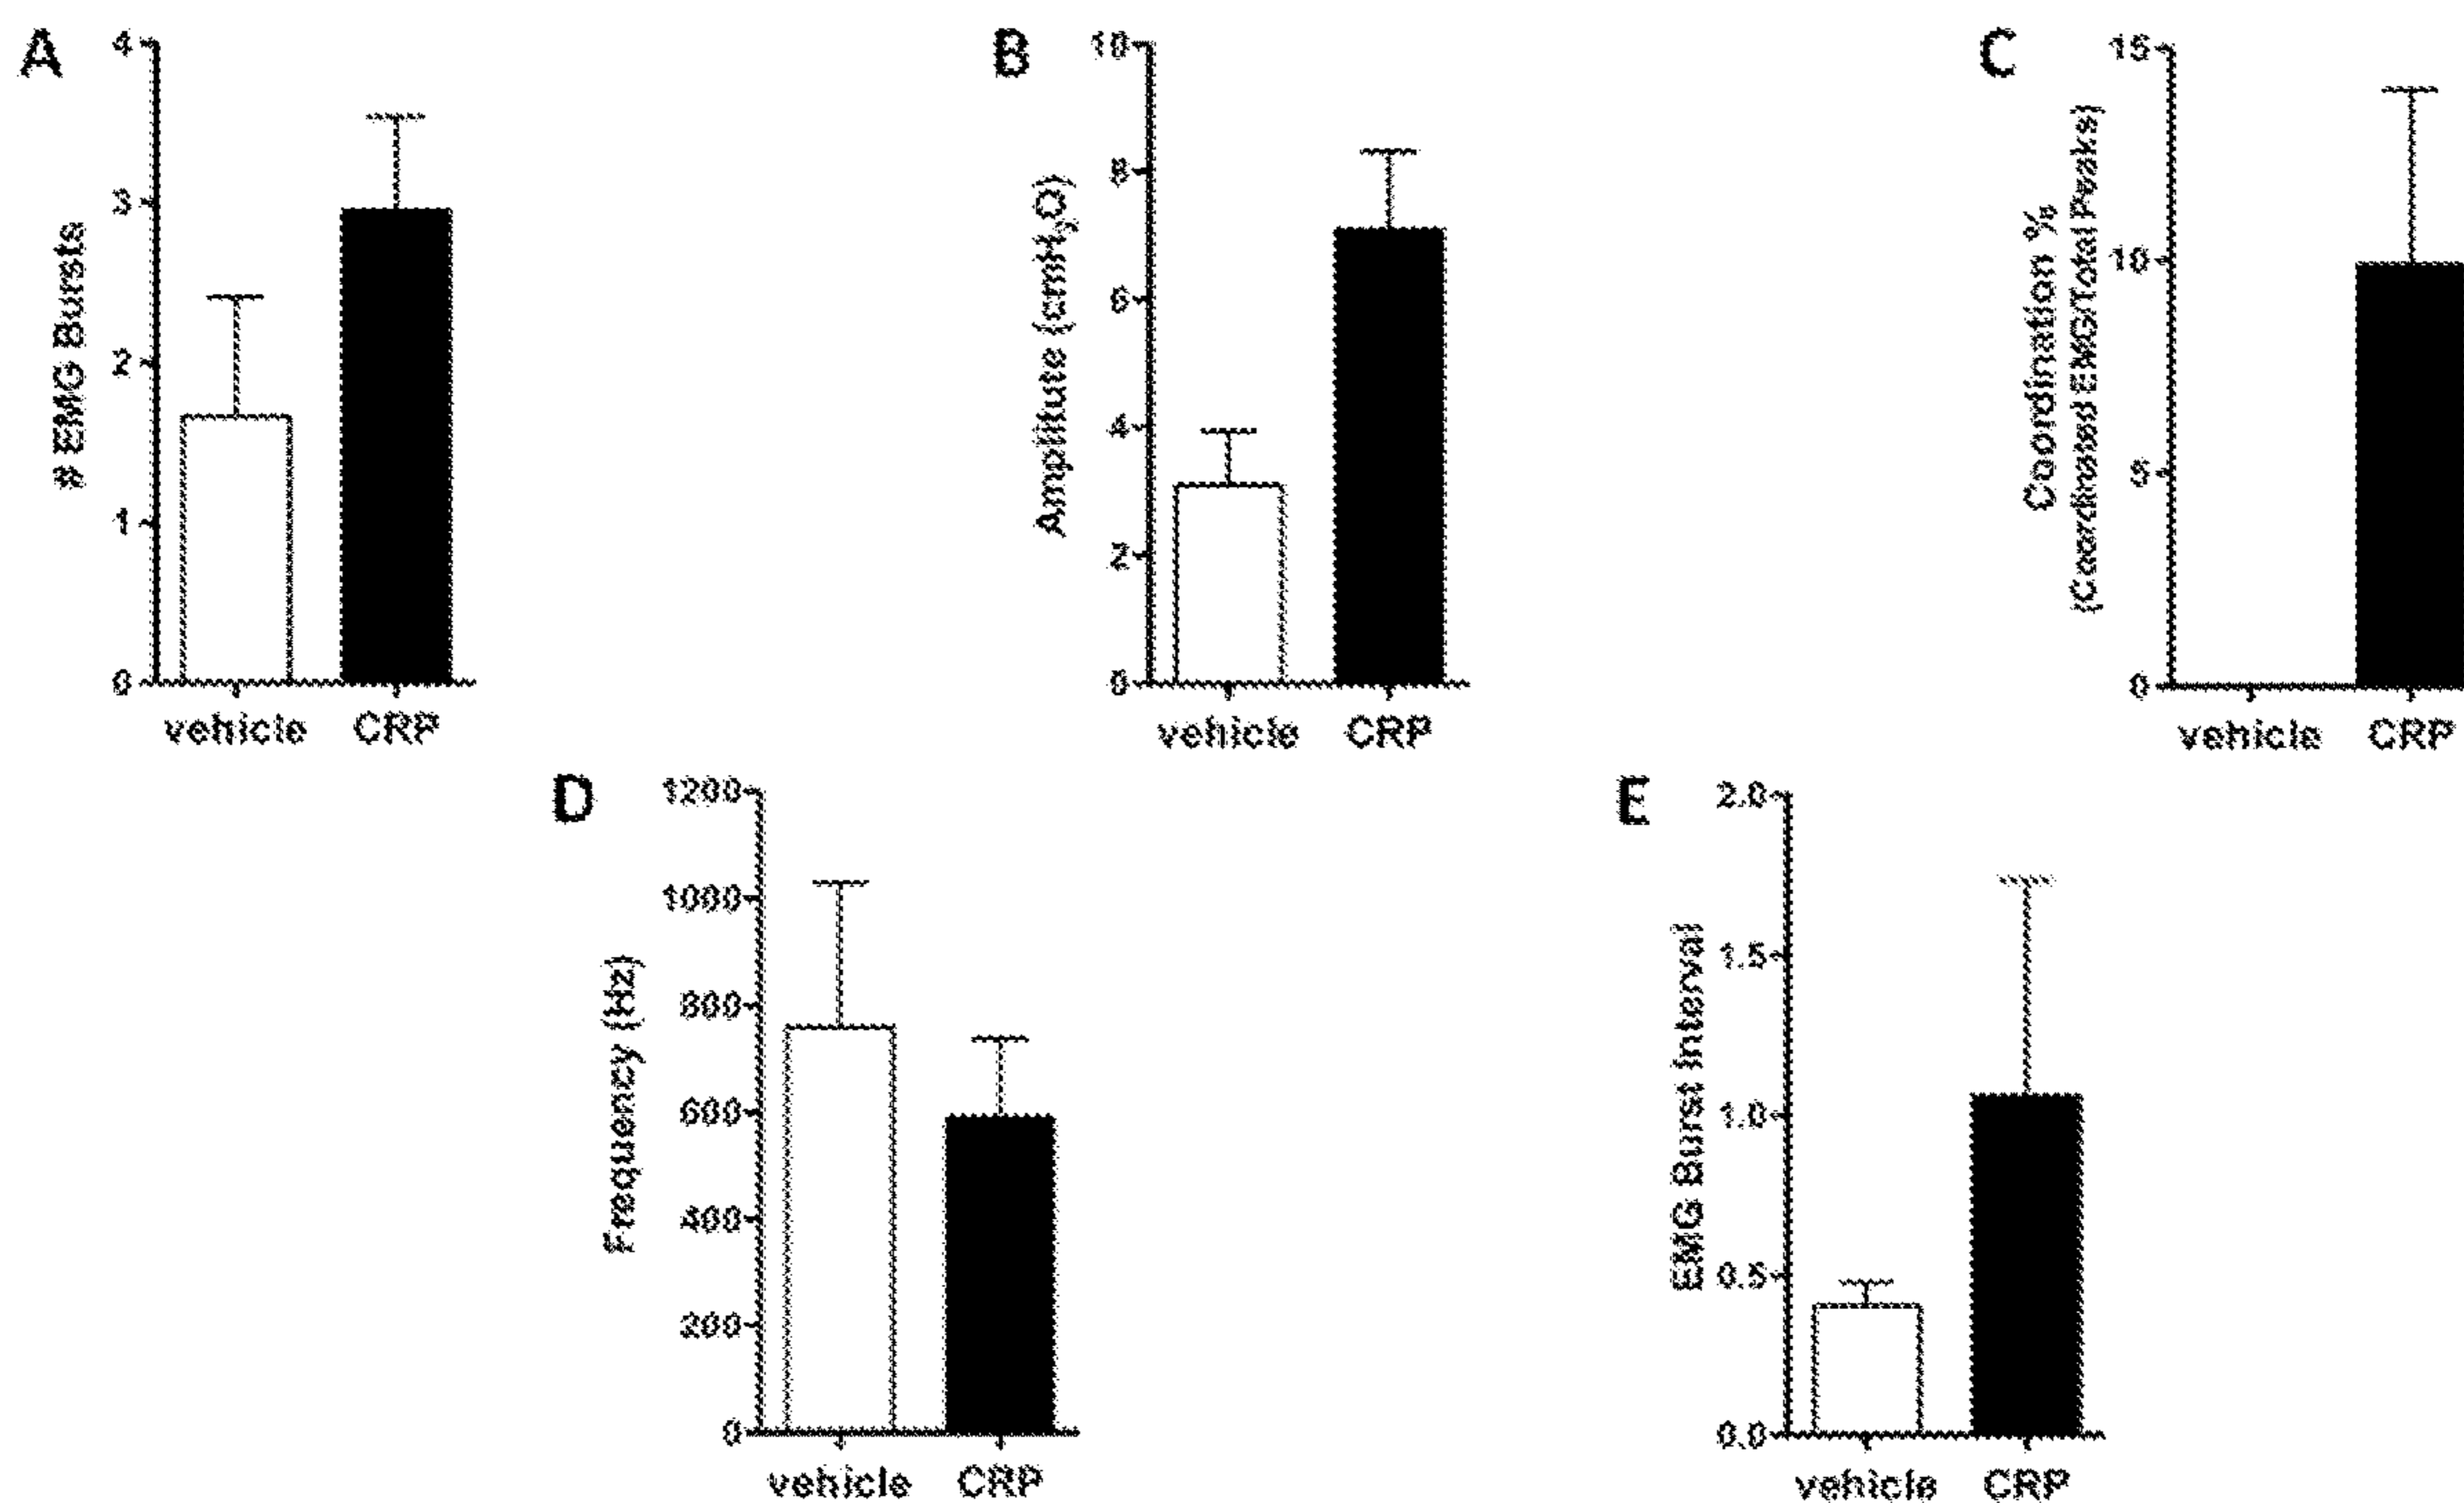 A
4
3
2
1
0
# EMG Bursts
vehicle CRP
B
10
8
6
4
2
0
Amplitute (cmH2O)
vehicle CRP
C
15
10
5
0
Coordination %
(Coordinated EMG/Total Peaks)
vehicle CRP
D
1200
1000
800
600
400
200
0
Frequency (Hz)
vehicle CRP
E
2.0
1.5
1.0
0.5
0.0
EMG Burst Interval
vehicle CRP